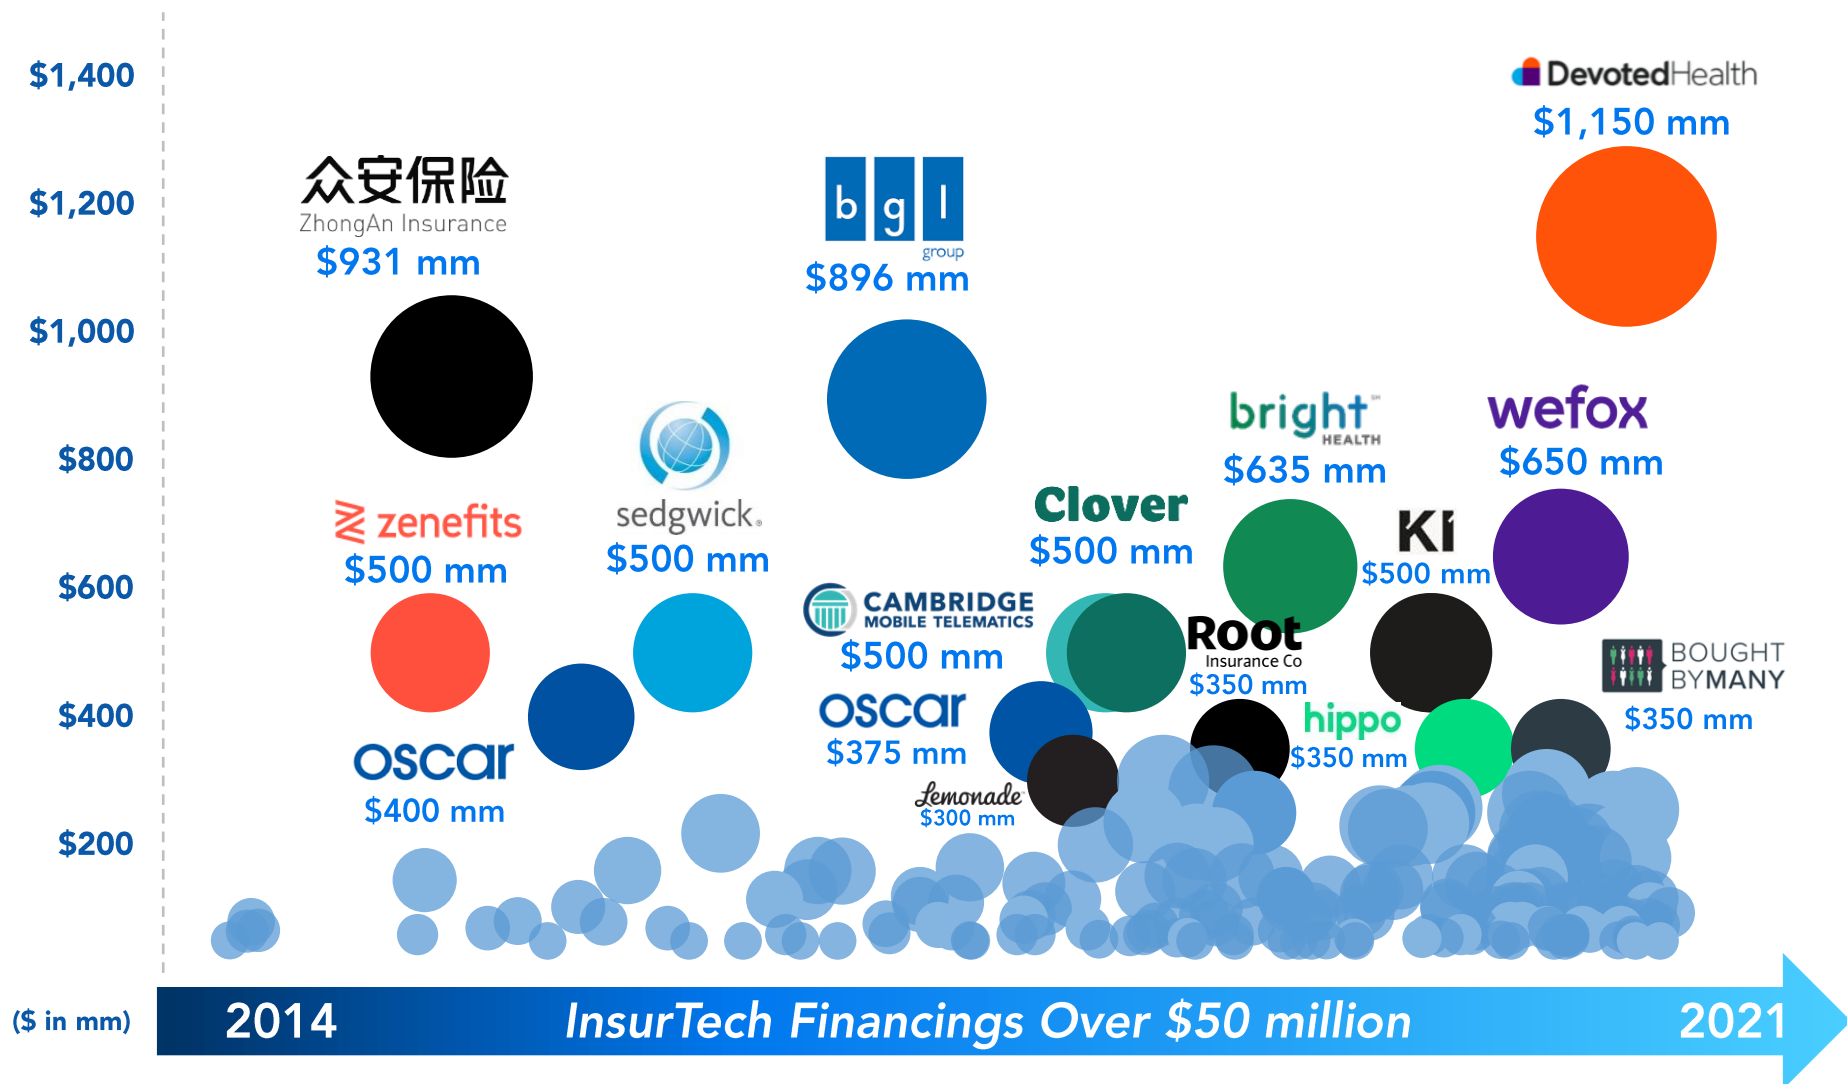 $1,400
$1,200
$1,000
$800
$600
$400
$200
($ in mm)
众安保险
ZhongAn Insurance
$931 mm
bgl
group
$896 mm
DevotedHealth
$1,150 mm
zenefits
$500 mm
sedgwick®
$500 mm
oscar
$400 mm
CAMBRIDGE
MOBILE TELEMATICS
$500 mm
oscar
$375 mm
Lemonade
$300 mm
Clover
$500 mm
bright℠
HEALTH
$635 mm
Root
Insurance Co
$350 mm
hippo
$350 mm
KI
$500 mm
wefox
$650 mm
BOUGHT
BYMANY
$350 mm
2014 InsurTech Financings Over $50 million 2021